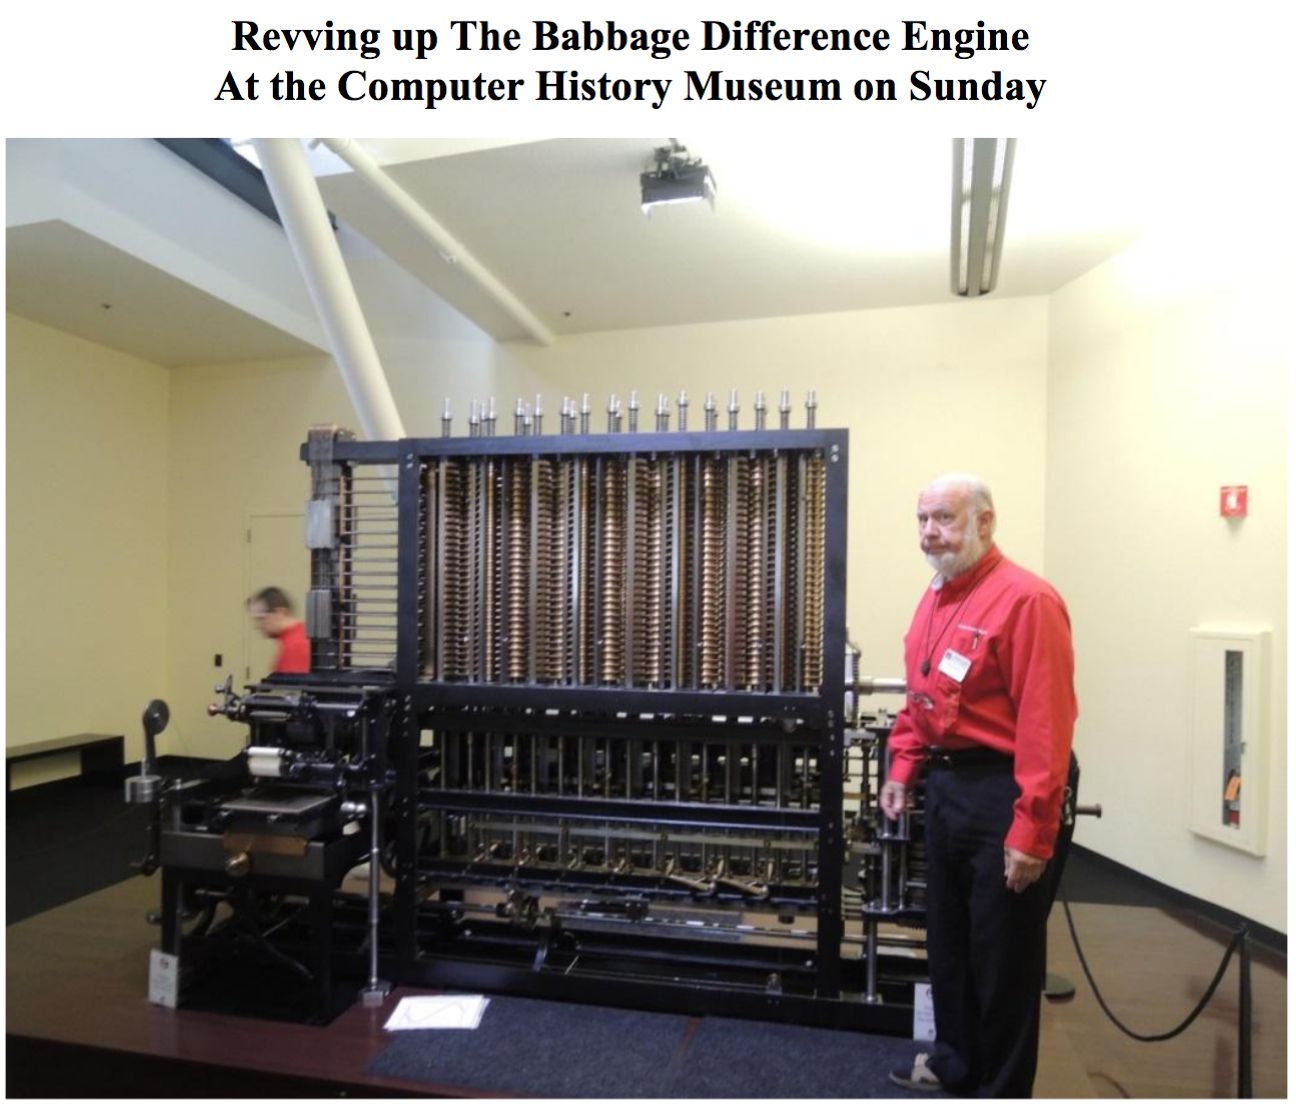 Revving up The Babbage Difference Engine
At the Computer History Museum on Sunday